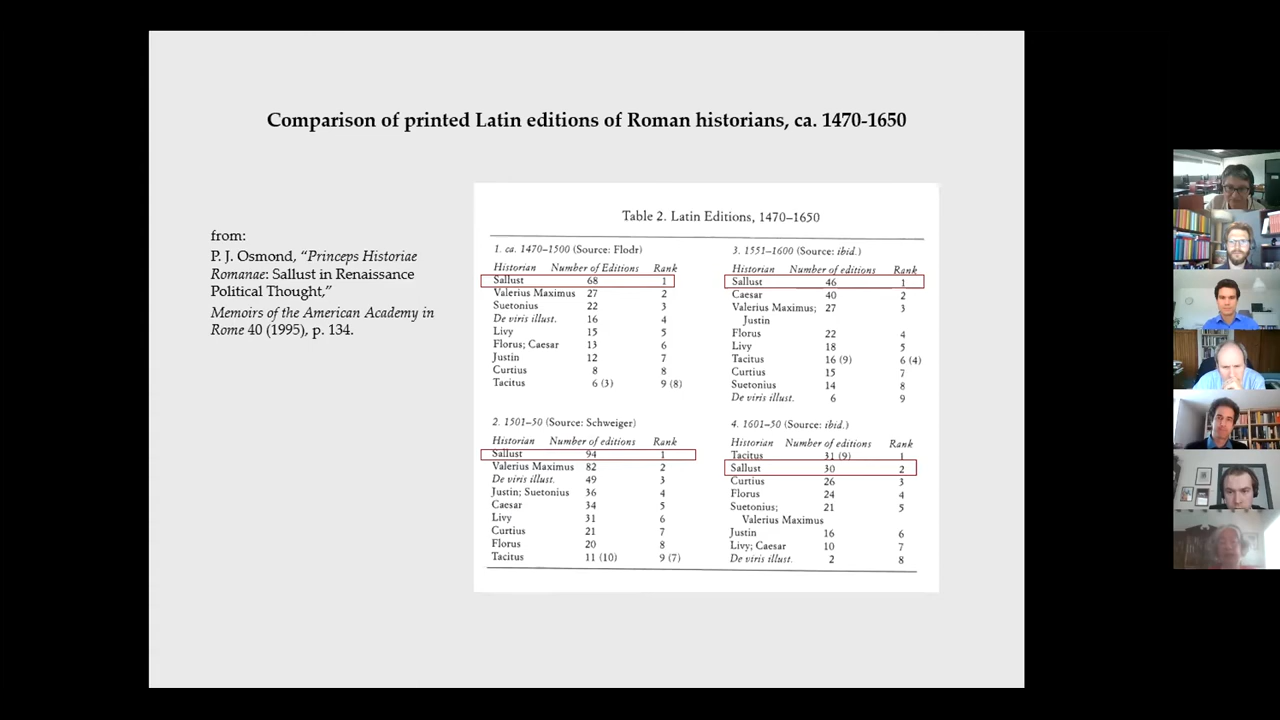 Comparison of printed Latin editions of Roman historians, ca. 1470-1650
from:
P. J. Osmond, "Princeps Historiae
Romanae: Sallust in Renaissance
Political Thought,"
Memoirs of the American Academy in
Rome 40 (1995), p. 134.
Table 2. Latin Editions, 1470–1650
1. ca. 1470-1500 (Source: Flodr)
Historian Number of Editions Rank
Sallust 68 1
Valerius Maximus 27 2
Suetonius 22 3
De viris illust. 16 4
Livy 15 5
Florus; Caesar 13 6
Justin 12 7
Curtius 8 8
Tacitus 6 (3) 9 (8)
2. 1501–50 (Source: Schweiger)
Historian Number of editions Rank
Sallust 94 1
Valerius Maximus 82 2
De viris illust. 49 3
Justin; Suetonius 36 4
Caesar 34 5
Livy 31 6
Curtius 21 7
Florus 20 8
Tacitus 11 (10) 9 (7)
3. 1551–1600 (Source: ibid.)
Historian Number of editions Rank
Sallust 46 1
Caesar 40 2
Valerius Maximus; 27 3
Justin
Florus 22 4
Livy 18 5
Tacitus 16 (9) 6 (4)
Curtius 15 7
Suetonius 14 8
De viris illust. 6 9
4. 1601–50 (Source: ibid.)
Historian Number of editions Rank
Tacitus 31 (9) 1
Sallust 30 2
Curtius 26 3
Florus 24 4
Suetonius; 21 5
Valerius Maximus
Justin 16 6
Livy; Caesar 10 7
De viris illust. 2 8